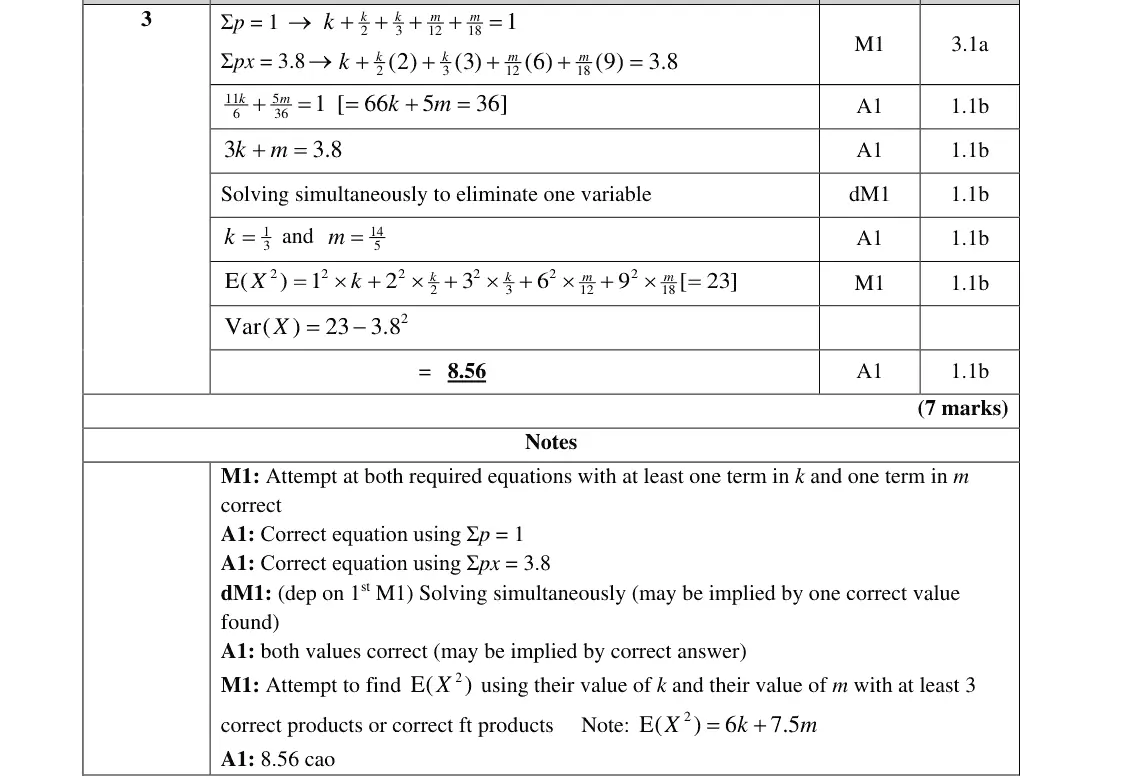 3
Σp = 1 → k + k/2 + k/3 + m/12 + m/18 = 1
Σpx = 3.8 → k + k/2(2) + k/3(3) + m/12(6) + m/18(9) = 3.8
M1 3.1a
11k/6 + 5m/36 = 1 [= 66k + 5m = 36] A1 1.1b
3k + m = 3.8 A1 1.1b
Solving simultaneously to eliminate one variable dM1 1.1b
k = 1/3 and m = 14/5 A1 1.1b
E(X²) = 1² × k + 2² × k/2 + 3² × k/3 + 6² × m/12 + 9² × m/18 [= 23] M1 1.1b
Var(X) = 23 − 3.8²
= 8.56 A1 1.1b
(7 marks)
Notes
M1: Attempt at both required equations with at least one term in k and one term in m
correct
A1: Correct equation using Σp = 1
A1: Correct equation using Σpx = 3.8
dM1: (dep on 1st M1) Solving simultaneously (may be implied by one correct value
found)
A1: both values correct (may be implied by correct answer)
M1: Attempt to find E(X²) using their value of k and their value of m with at least 3
correct products or correct ft products Note: E(X²) = 6k + 7.5m
A1: 8.56 cao